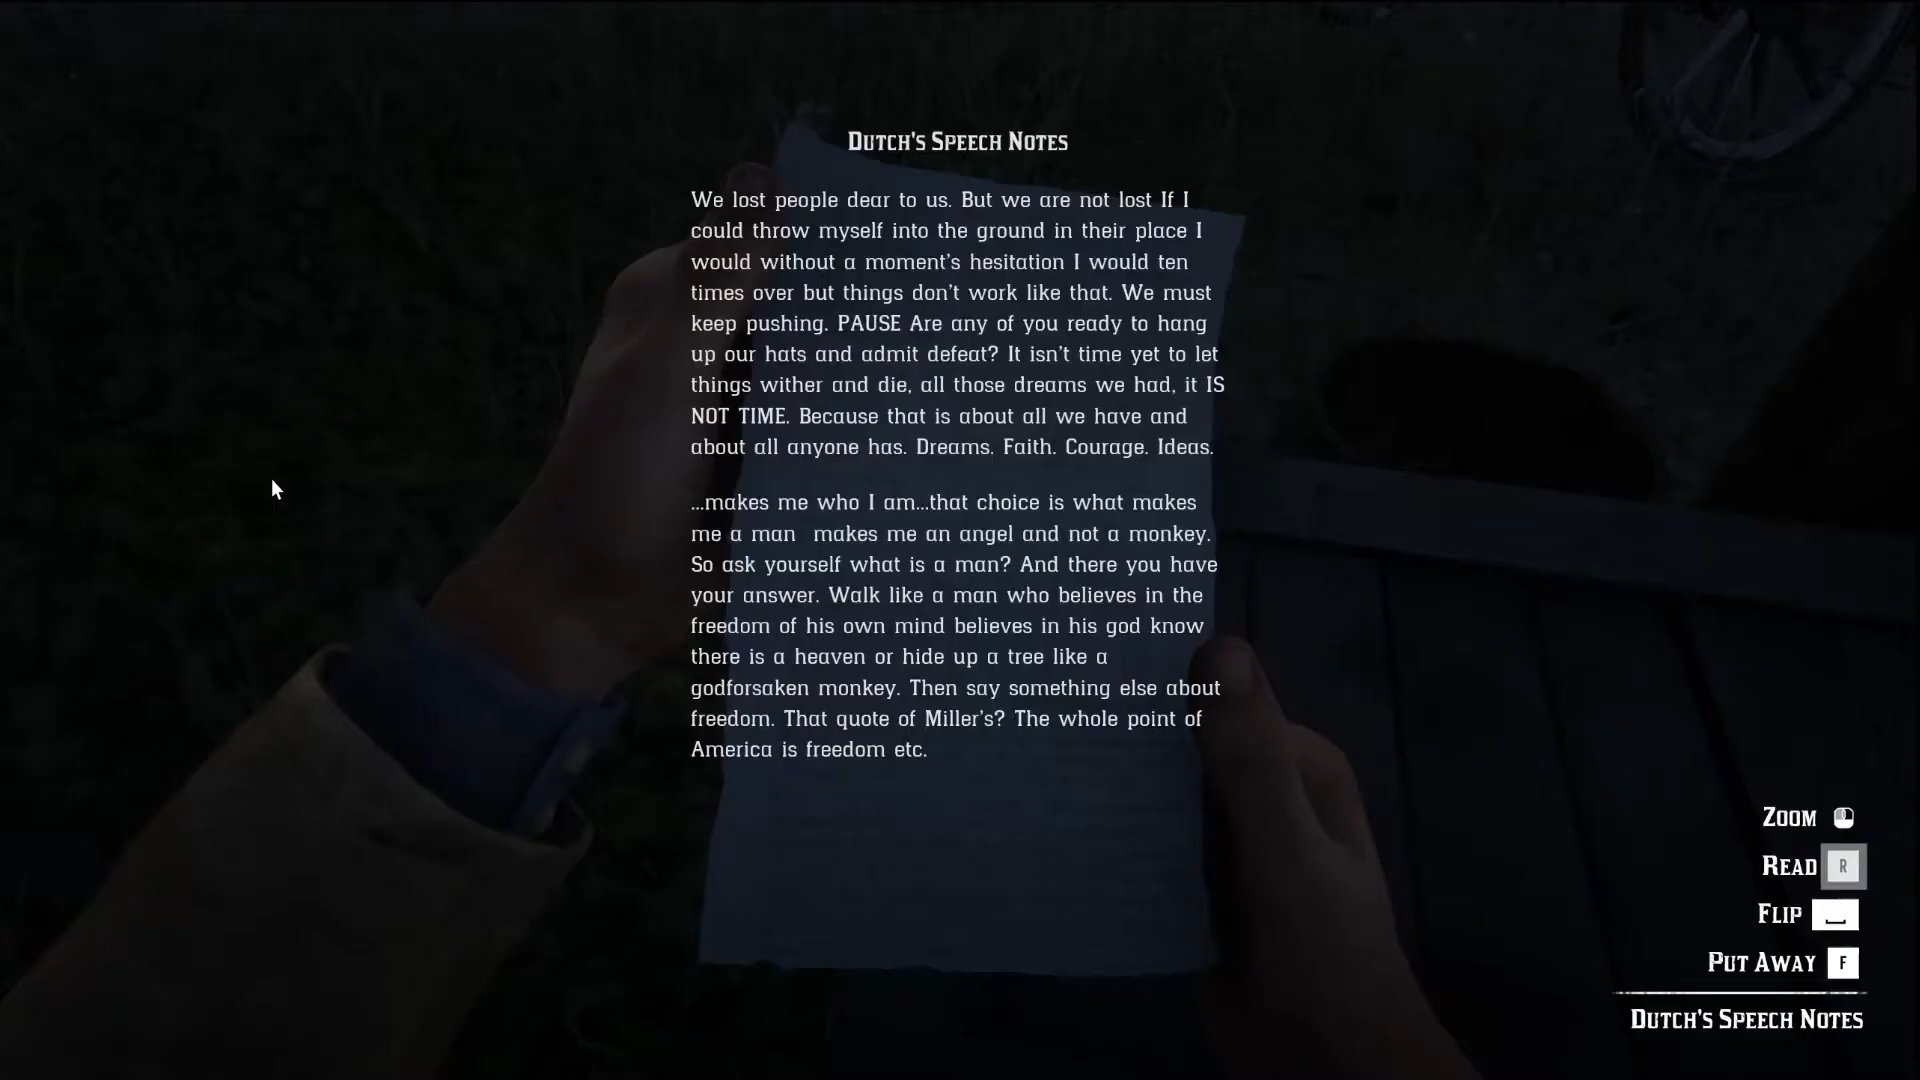 Dutch's Speech Notes
We lost people dear to us. But we are not lost If I
could throw myself into the ground in their place I
would without a moment's hesitation I would ten
times over but things don't work like that. We must
keep pushing. PAUSE Are any of you ready to hang
up our hats and admit defeat? It isn't time yet to let
things wither and die, all those dreams we had, it IS
NOT TIME. Because that is about all we have and
about all anyone has. Dreams. Faith. Courage. Ideas.
...makes me who I am...that choice is what makes
me a man  makes me an angel and not a monkey.
So ask yourself what is a man? And there you have
your answer. Walk like a man who believes in the
freedom of his own mind believes in his god know
there is a heaven or hide up a tree like a
godforsaken monkey. Then say something else about
freedom. That quote of Miller's? The whole point of
America is freedom etc.
Zoom
Read R
Flip
Put Away F
Dutch's Speech Notes